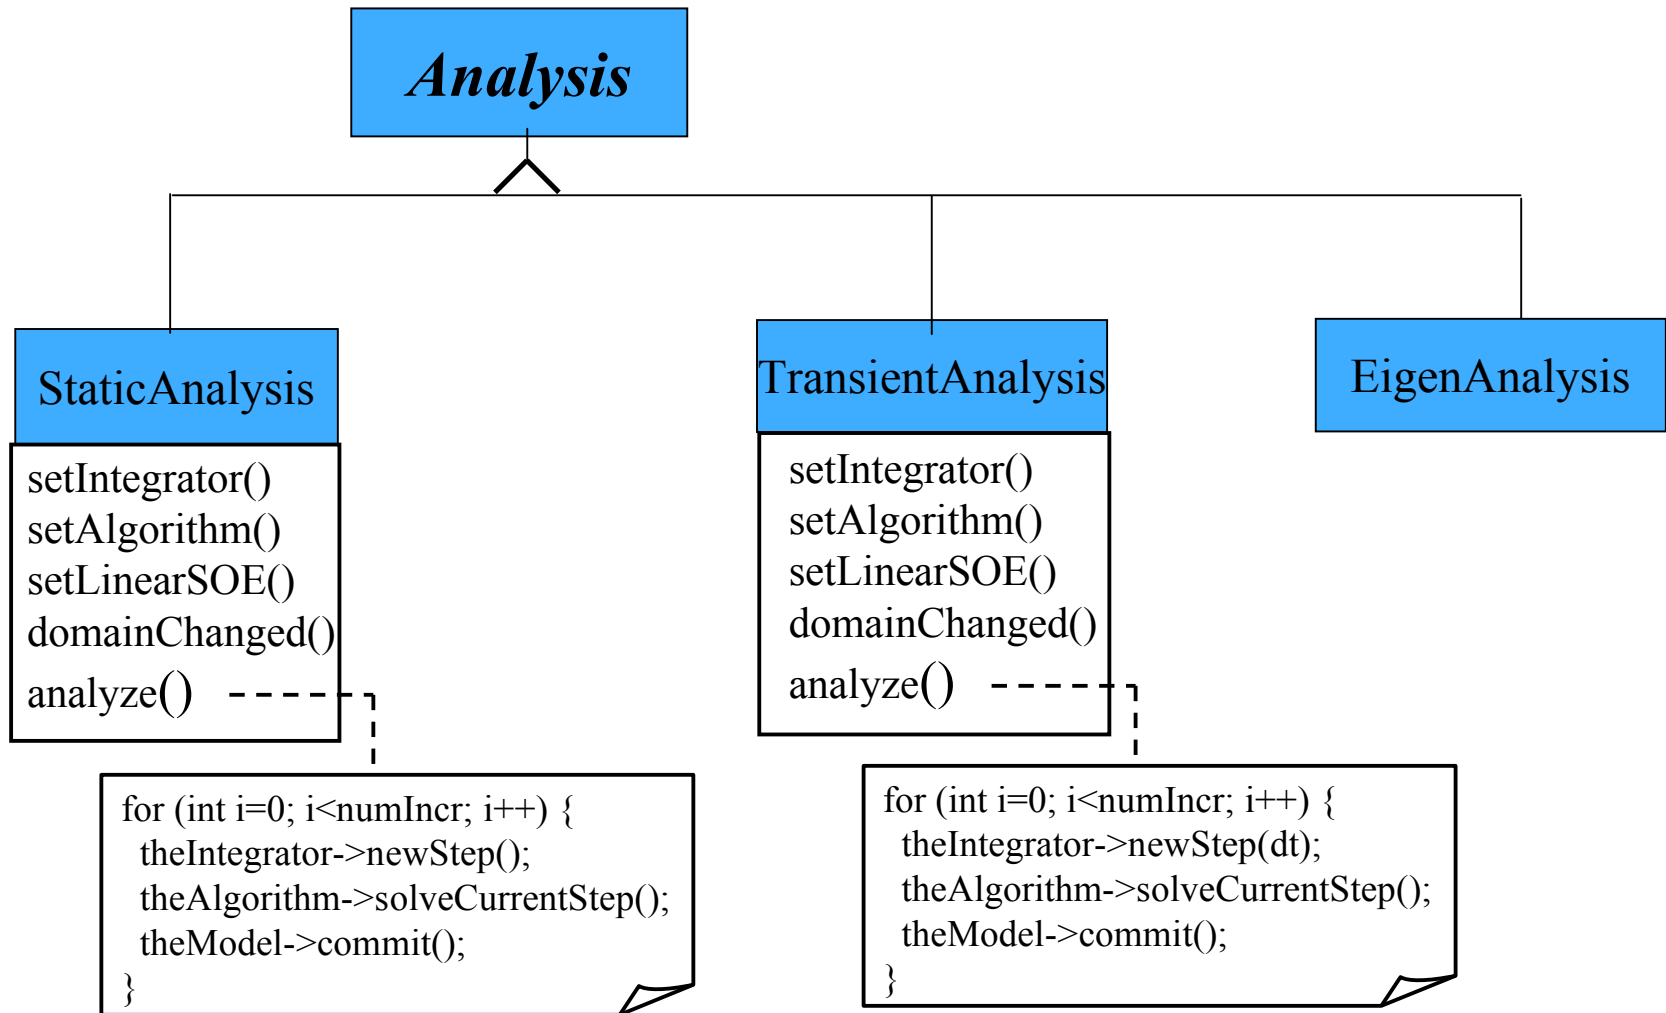 Analysis
StaticAnalysis
setIntegrator()
setAlgorithm()
setLinearSOE()
domainChanged()
analyze()
for (int i=0; i<numIncr; i++) {
theIntegrator->newStep();
theAlgorithm->solveCurrentStep();
theModel->commit();
}
TransientAnalysis
setIntegrator()
setAlgorithm()
setLinearSOE()
domainChanged()
analyze()
for (int i=0; i<numIncr; i++) {
theIntegrator->newStep(dt);
theAlgorithm->solveCurrentStep();
theModel->commit();
}
EigenAnalysis